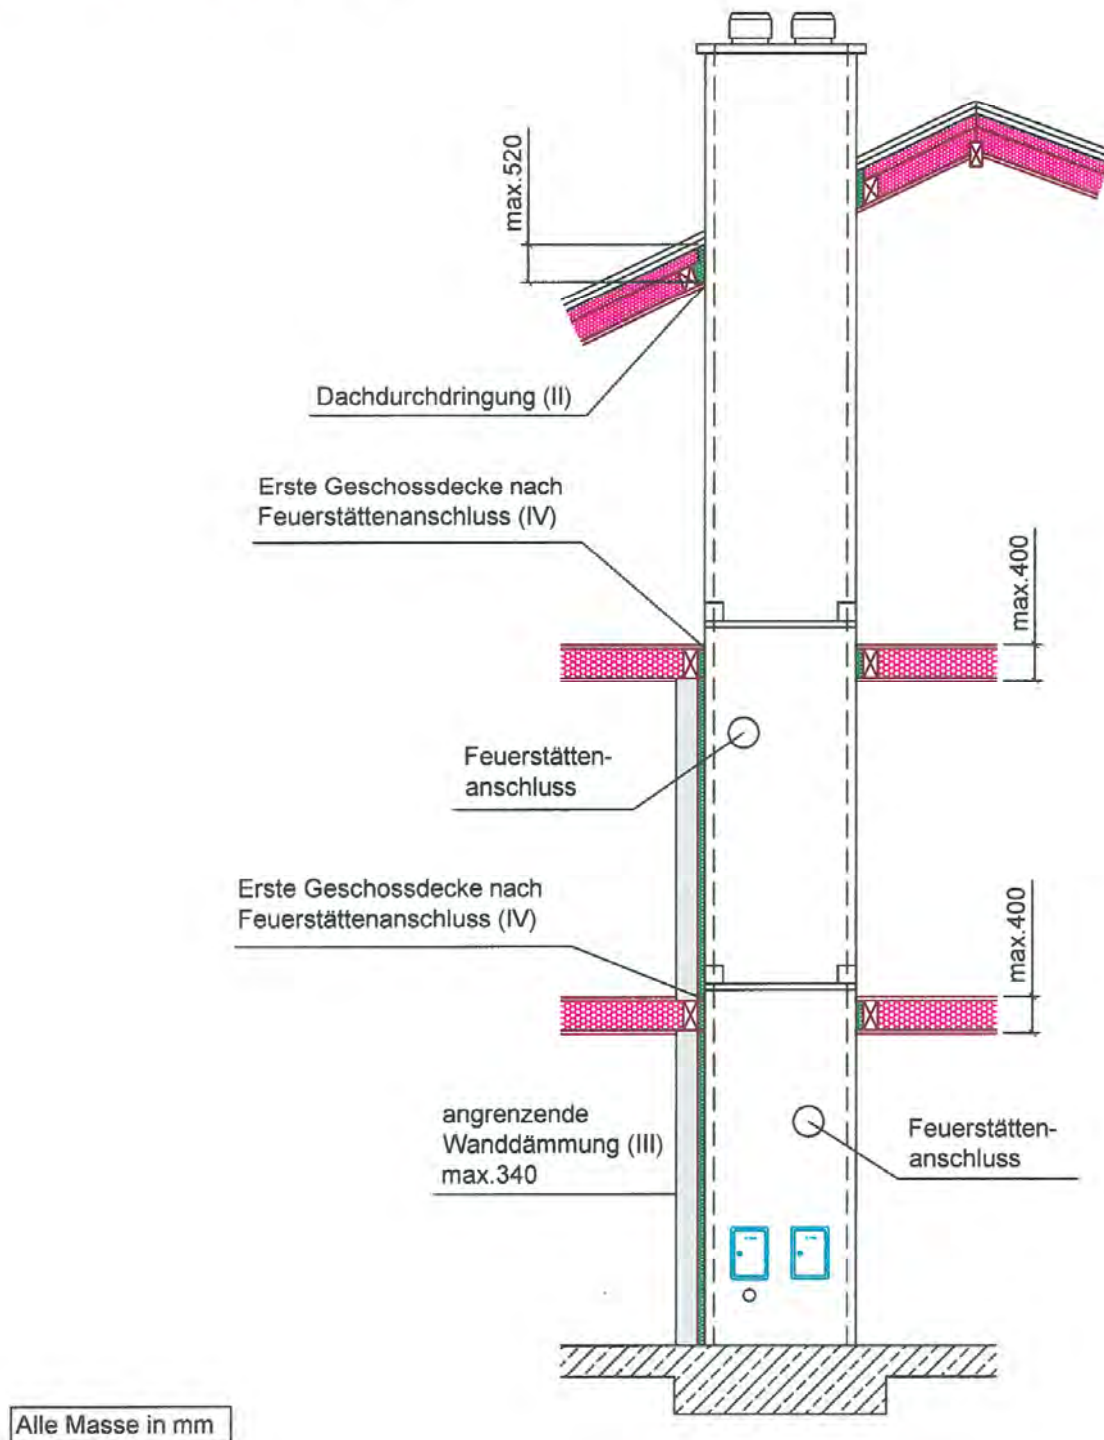 max.520
Dachdurchdringung (II)
Erste Geschossdecke nach
Feuerstättenanschluss (IV)
max.400
Feuerstätten-
anschluss
Erste Geschossdecke nach
Feuerstättenanschluss (IV)
max.400
angrenzende
Wanddämmung (III)
max.340
Feuerstätten-
anschluss
Alle Masse in mm